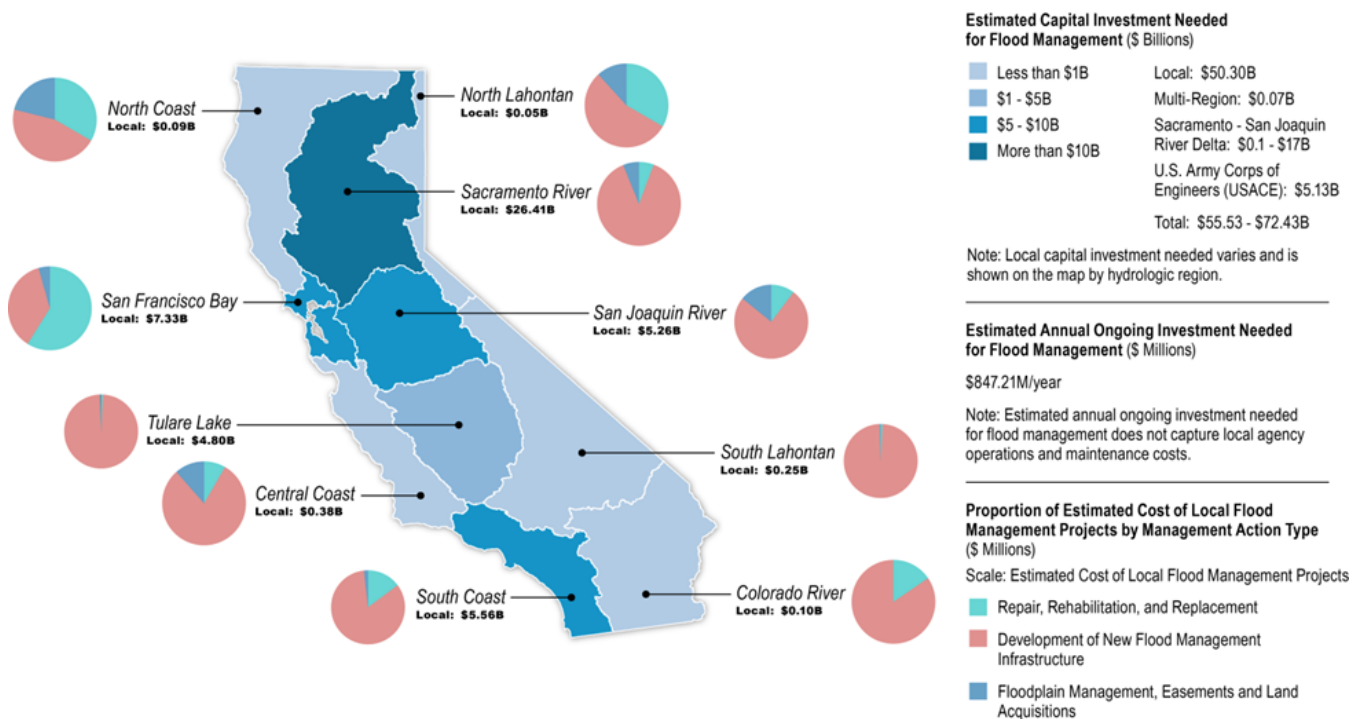 North Coast
Local: $0.09B
North Lahontan
Local: $0.05B
Sacramento River
Local: $26.41B
San Francisco Bay
Local: $7.33B
San Joaquin River
Local: $5.26B
Tulare Lake
Local: $4.80B
South Lahontan
Local: $0.25B
Central Coast
Local: $0.38B
South Coast
Local: $5.56B
Colorado River
Local: $0.10B
Estimated Capital Investment Needed
for Flood Management ($ Billions)
Less than $1B
$1 - $5B
$5 - $10B
More than $10B
Local: $50.30B
Multi-Region: $0.07B
Sacramento - San Joaquin
River Delta: $0.1 - $17B
U.S. Army Corps of
Engineers (USACE): $5.13B
Total: $55.53 - $72.43B
Note: Local capital investment needed varies and is
shown on the map by hydrologic region.
Estimated Annual Ongoing Investment Needed
for Flood Management ($ Millions)
$847.21M/year
Note: Estimated annual ongoing investment needed
for flood management does not capture local agency
operations and maintenance costs.
Proportion of Estimated Cost of Local Flood
Management Projects by Management Action Type
($ Millions)
Scale: Estimated Cost of Local Flood Management Projects
Repair, Rehabilitation, and Replacement
Development of New Flood Management
Infrastructure
Floodplain Management, Easements and Land
Acquisitions